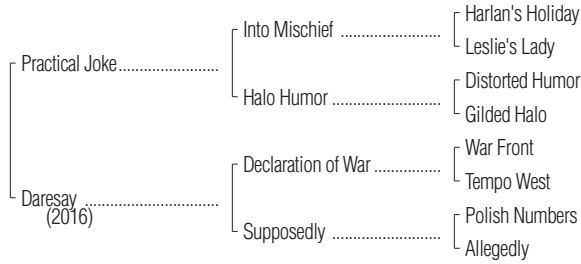 Harlan's Holiday
Into Mischief ......................
Leslie's Lady
Practical Joke ......................
Distorted Humor
Halo Humor ........................
Gilded Halo
War Front
Declaration of War ...............
Tempo West
Daresay ............................
(2016)
Polish Numbers
Supposedly ........................
Allegedly